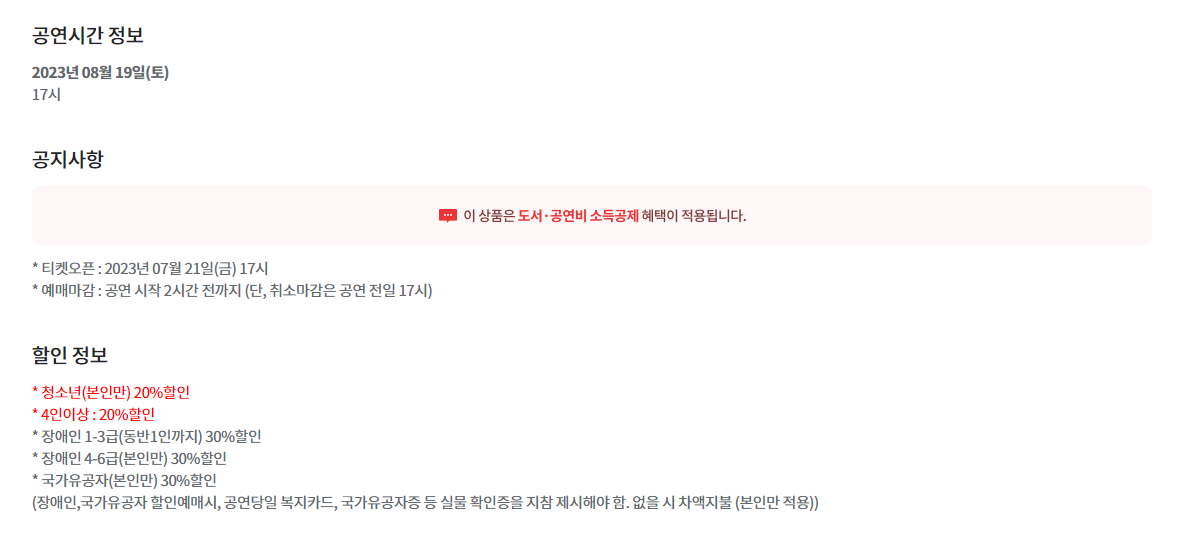 공연시간 정보
2023년 08월 19일(토)
17시
공지사항
이 상품은 도서·공연비 소득공제 혜택이 적용됩니다.
* 티켓오픈 : 2023년 07월 21일(금) 17시
* 예매마감 : 공연 시작 2시간 전까지 (단, 취소마감은 공연 전일 17시)
할인 정보
* 청소년(본인만) 20%할인
* 4인이상 : 20%할인
* 장애인 1-3급(동반1인까지) 30%할인
* 장애인 4-6급(본인만) 30%할인
* 국가유공자(본인만) 30%할인
(장애인,국가유공자 할인예매시, 공연당일 복지카드, 국가유공자증 등 실물 확인증을 지참 제시해야 함. 없을 시 차액지불 (본인만 적용))